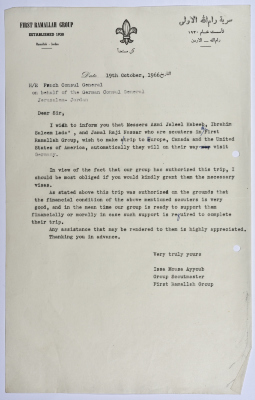 FIRST RAMALLAH GROUP
ESTABLISHED 1920
Ramallah - Jordan
سرية رام الله الأولى
تأسست عام ١٩٢٠
رام الله - الأردن
كن مستعداً
Date 19th October, 1966
H/E French Consul General
on behalf of the German Consul General
Jerusalem. Jordan
Dear Sir,
I wish to inform you that Messers Azmi Jaleel Ibrahim
Saleem and Jamal Haji who are scouters in First
Ramallah Group, wish to make a trip to Europe, Canada and the United
States of America, automatically they will on their way visit
Germany.
In view of the fact that our group has authorized this trip, I
should be most obliged if you would kindly grant them the necessary
visas.
As stated above this trip was authorized on the grounds that
the financial condition of the above mentioned scouters is very
good, and in the mean time our group is ready to support them
financially or morally in case such support is required to complete
their trip.
Any assistance that may be rendered to them is highly appreciated.
Thanking you in advance.
Very truly yours
Issa Mousa Ayyoub
Group Scoutmaster
First Ramallah Group